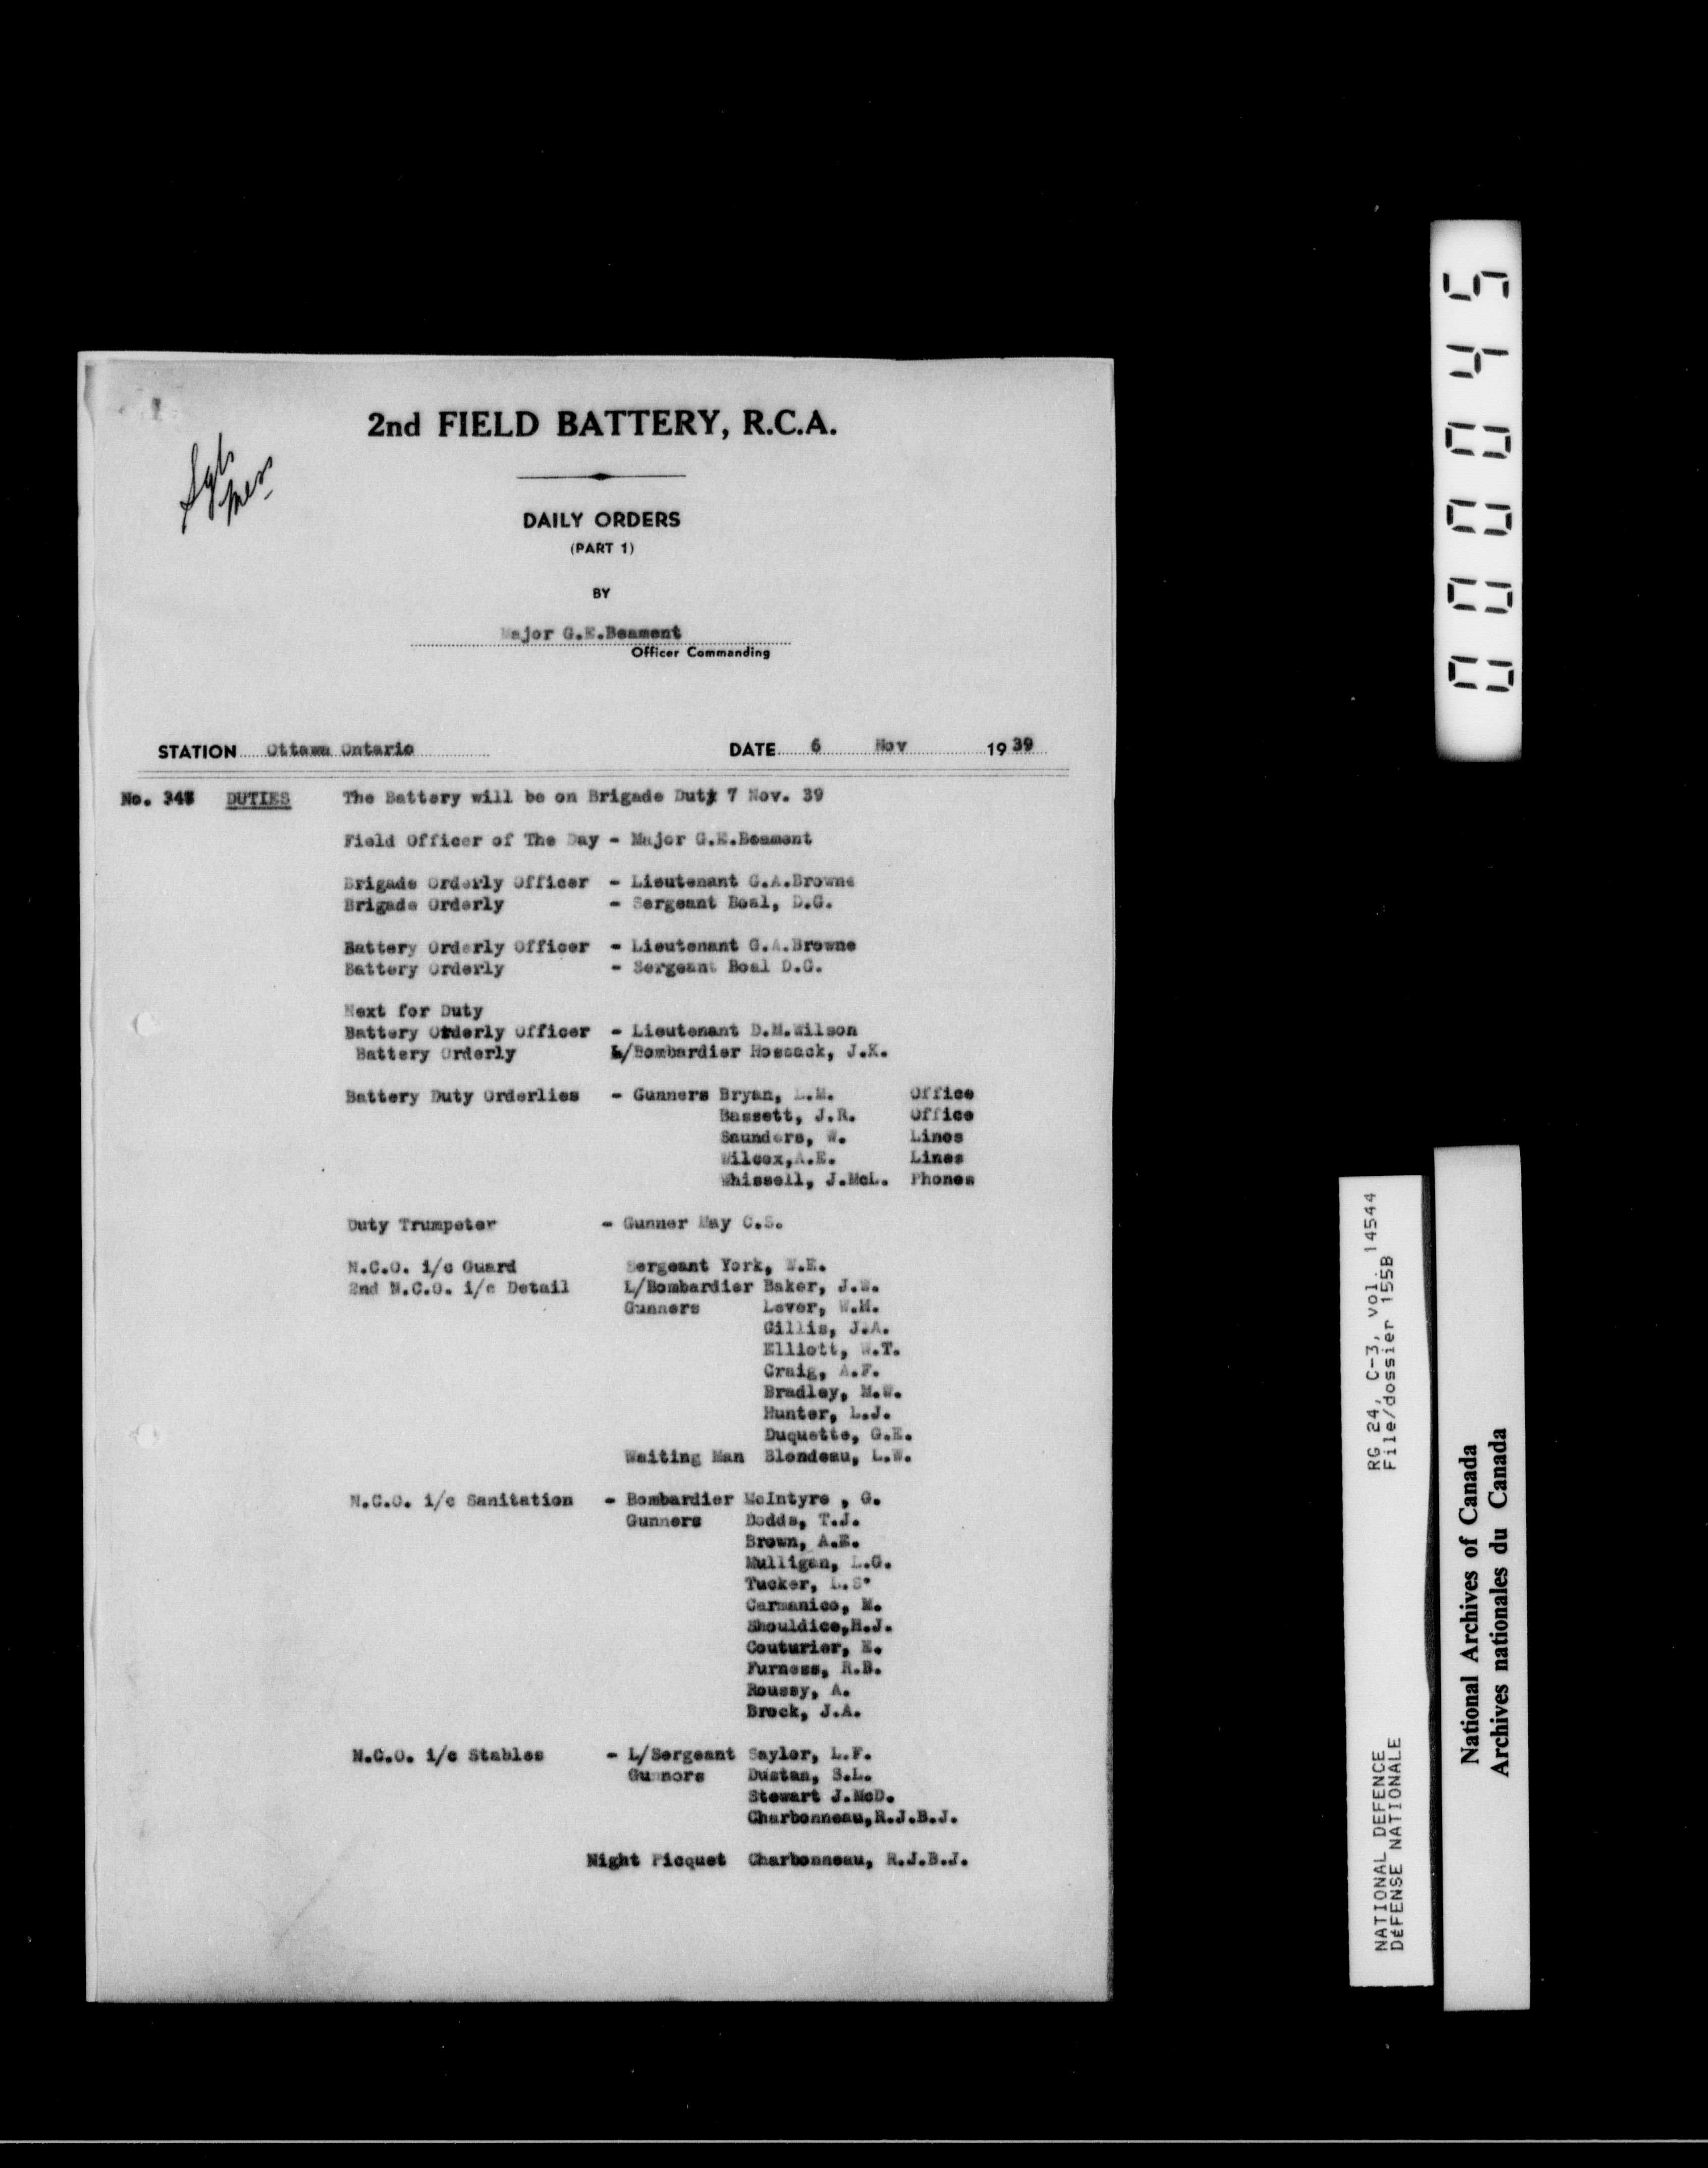 2nd FIELD BATTERY, R.C.A.
Sgts
Mess
DAILY ORDERS
(PART 1)
BY
Major G.E.Beament
Officer Commanding
STATION Ottawa Ontario DATE 6 Nov 1939
No. DUTIES The Battery will be on Brigade Duty 7 Nov. 39
Field Officer of The Day - Major G.E.Beament
Brigade Orderly Officer - Lieutenant G.A.Browne
Brigade Orderly - Sergeant Boal, D.G.
Battery Orderly Officer - Lieutenant G.A.Browne
Battery Orderly - Sergeant Boal D.G.
Next for Duty
Battery Orderly Officer - Lieutenant D.M.Wilson
Battery Orderly L/Bombardier Hossack, J.K.
Battery Duty Orderlies - Gunners Bryan, L.M. Office
Bassett, J.R. Office
Saunders, W. Lines
Wilcox,A.E. Lines
Whissell, J.McL. Phones
Duty Trumpeter - Gunner May C.S.
N.C.O. i/c Guard Sergeant York, W.E.
2nd N.C.O. i/c Detail L/Bombardier Baker, J.W.
Gunners Lever, W.H.
Gillis, J.A.
Elliott, W.T.
Craig, A.F.
Bradley, M.W.
Hunter, L.J.
Duquette, G.E.
Waiting Man Blondeau, L.W.
N.C.O. i/c Sanitation - Bombardier McIntyre , G.
Gunners Dodds, T.J.
Brown, A.E.
Mulligan, L.G.
Tucker, L.S.
Carmanico, M.
Shouldice,H.J.
Couturier, E.
Furness, R.B.
Roussy, A.
Brock, J.A.
N.C.O. i/c Stables - L/Sergeant Saylor, L.F.
Gunnors Dustan, S.L.
Stewart J.McD.
Charbonneau,R.J.B.J.
Night Picquet Charbonneau, R.J.B.J.
000045
RG 24, C-3, vol. 14544
File/dossier 155B
NATIONAL DEFENCE
DÉFENSE NATIONALE
National Archives of Canada
Archives nationales du Canada